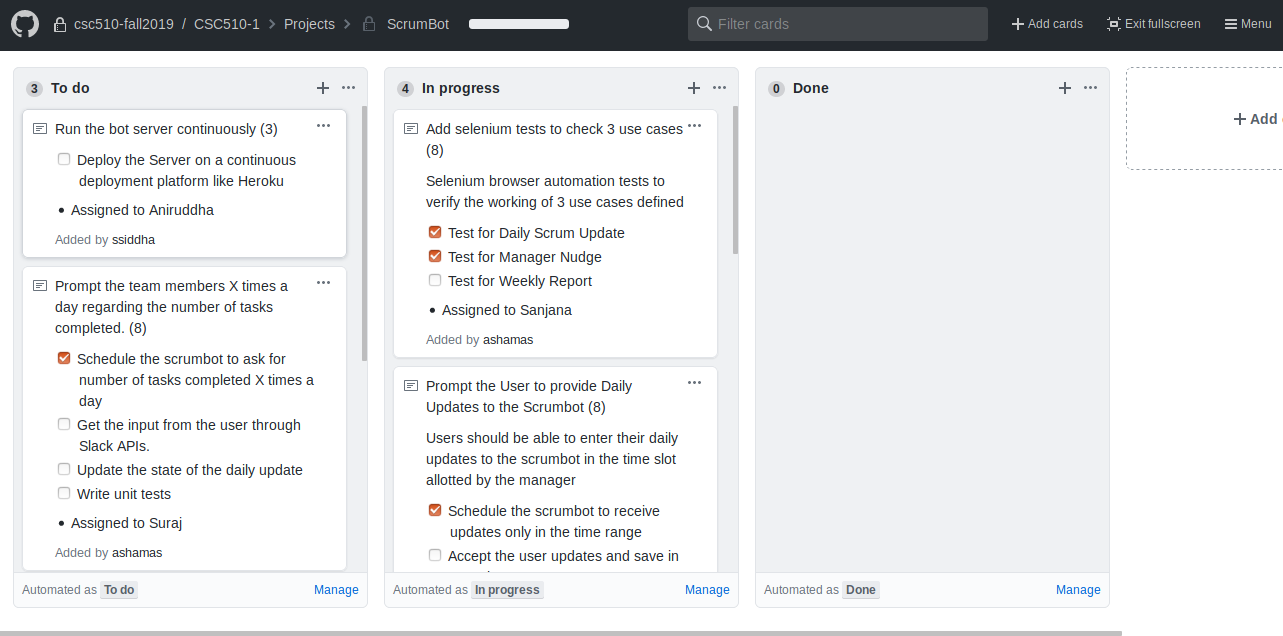 csc510-fall2019 / CSC510-1 Projects ScrumBot Filter cards Add cards Exit fullscreen Menu
3 To do
Run the bot server continuously (3)
Deploy the Server on a continuous
deployment platform like Heroku
• Assigned to Aniruddha
Added by ssiddha
Prompt the team members X times a
day regarding the number of tasks
completed. (8)
Schedule the scrumbot to ask for
number of tasks completed X times a
day
Get the input from the user through
Slack APIs.
Update the state of the daily update
Write unit tests
• Assigned to Suraj
Added by ashamas
Automated as To do Manage
4 In progress
Add selenium tests to check 3 use cases
(8)
Selenium browser automation tests to
verify the working of 3 use cases defined
Test for Daily Scrum Update
Test for Manager Nudge
Test for Weekly Report
• Assigned to Sanjana
Added by ashamas
Prompt the User to provide Daily
Updates to the Scrumbot (8)
Users should be able to enter their daily
updates to the scrumbot in the time slot
allotted by the manager
Schedule the scrumbot to receive
updates only in the time range
Accept the user updates and save in
Automated as In progress Manage
0 Done
Automated as Done Manage
Add